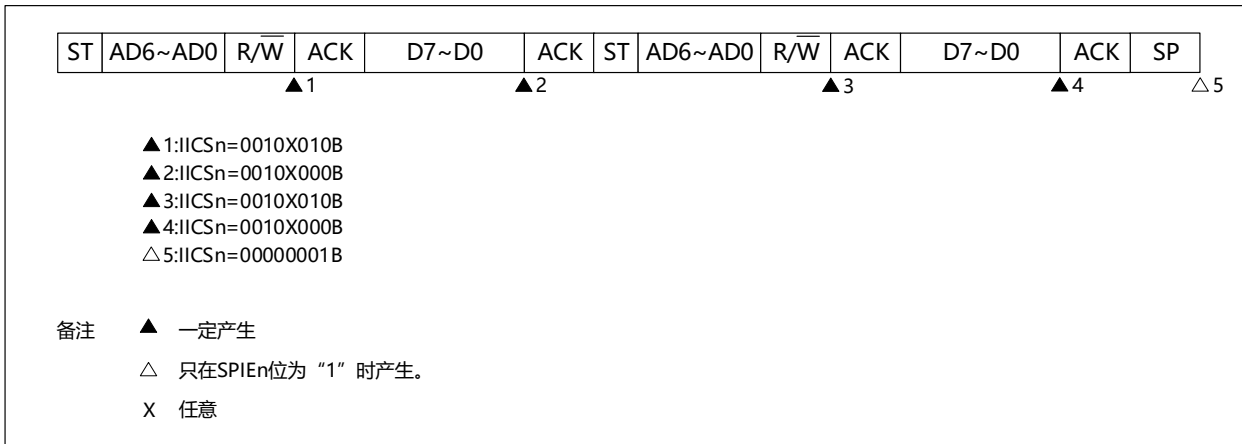 ST AD6~AD0 R/W̅ ACK D7~D0 ACK ST AD6~AD0 R/W̅ ACK D7~D0 ACK SP
▲1 ▲2 ▲3 ▲4 △5
▲1:IICSn=0010X010B
▲2:IICSn=0010X000B
▲3:IICSn=0010X010B
▲4:IICSn=0010X000B
△5:IICSn=00000001B
备注 ▲ 一定产生
△ 只在SPIEn位为“1”时产生。
X 任意